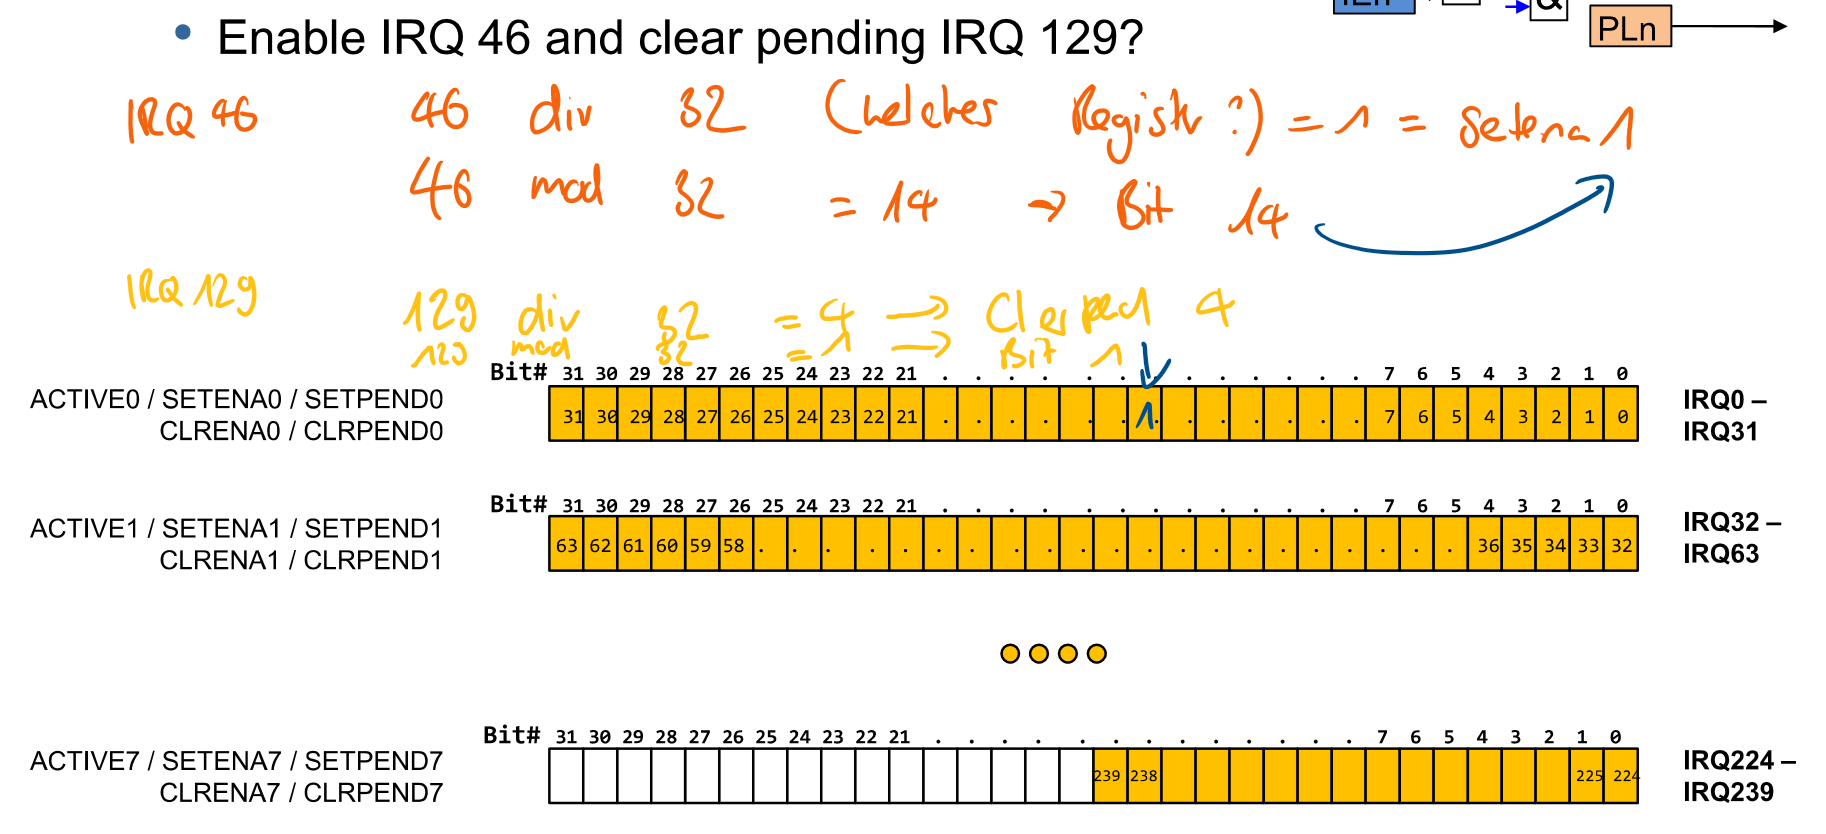 • Enable IRQ 46 and clear pending IRQ 129?
PLn
IRQ 46 46 div 32 (Welches Registr?) = 1 = Setena 1
46 mod 32 = 14 → Bit 14
IRQ 129
129 div 32 = 4 → Clerpend 4
129 mod 32 = 1 → Bit 1
Bit# 31 30 29 28 27 26 25 24 23 22 21 . . . . . . . . . . . . . 7 6 5 4 3 2 1 0
ACTIVE0 / SETENA0 / SETPEND0
CLRENA0 / CLRPEND0
31 30 29 28 27 26 25 24 23 22 21 . . . . . . 1 . . . . . . . 7 6 5 4 3 2 1 0
IRQ0 –
IRQ31
Bit# 31 30 29 28 27 26 25 24 23 22 21 . . . . . . . . . . . . . 7 6 5 4 3 2 1 0
ACTIVE1 / SETENA1 / SETPEND1
CLRENA1 / CLRPEND1
63 62 61 60 59 58 . . . . . . . . . . . . . . . . . . . . . 36 35 34 33 32
IRQ32 –
IRQ63
Bit# 31 30 29 28 27 26 25 24 23 22 21 . . . . . . . . . . . . . 7 6 5 4 3 2 1 0
ACTIVE7 / SETENA7 / SETPEND7
CLRENA7 / CLRPEND7
239 238 225 224
IRQ224 –
IRQ239